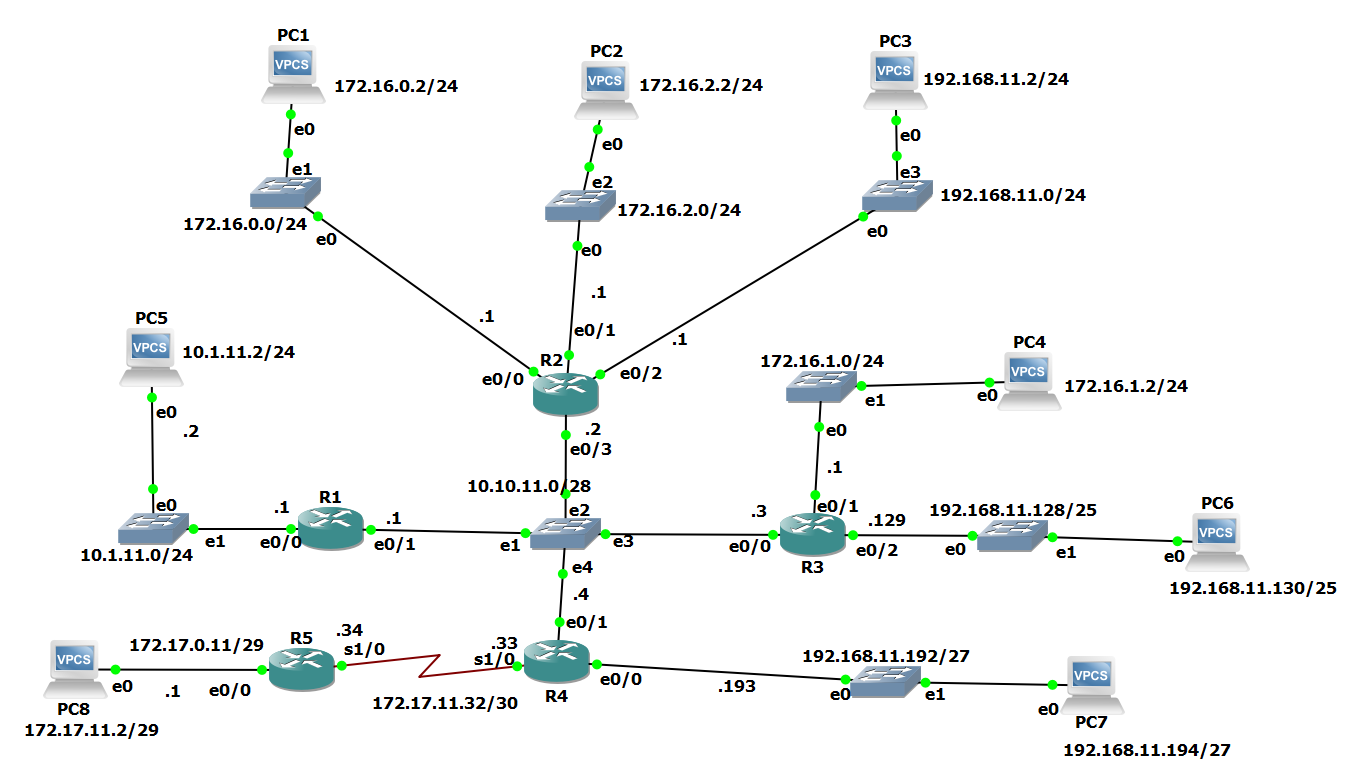 PC1
VPCS
172.16.0.2/24
e0
e1
172.16.0.0/24
e0
PC2
VPCS
172.16.2.2/24
e0
e2
172.16.2.0/24
e0
PC3
VPCS
192.168.11.2/24
e0
e3
192.168.11.0/24
e0
.1
.1
.1
e0/1
R2
e0/0
e0/2
.2
e0/3
PC5
VPCS
10.1.11.2/24
e0
.2
e0
10.1.11.0/24
e1
.1
R1
e0/0
.1
e0/1
10.10.11.0/28
e2
e1
e3
e4
.4
e0/1
172.16.1.0/24
e1
PC4
VPCS
e0
172.16.1.2/24
e0
.1
e0/1
.3
e0/0
R3
.129
e0/2
192.168.11.128/25
e0
e1
PC6
VPCS
e0
192.168.11.130/25
172.17.0.11/29
VPCS
e0
.1
e0/0
PC8
172.17.11.2/29
R5
.34
s1/0
.33
s1/0
172.17.11.32/30
R4
e0/0
.193
192.168.11.192/27
e0
e1
VPCS
e0
PC7
192.168.11.194/27